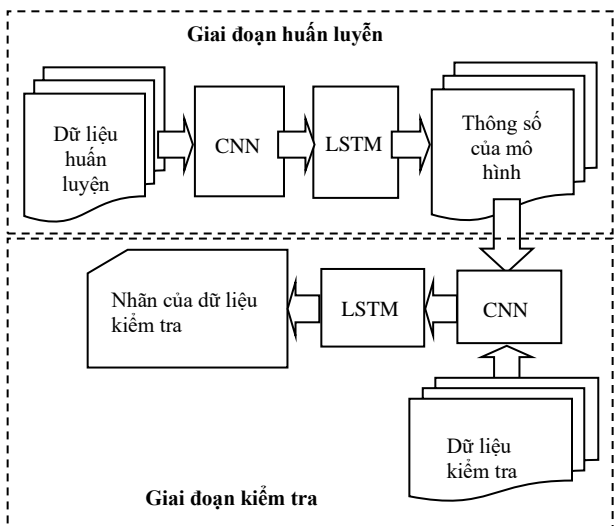 Giai đoạn huấn luyễn
Dữ liệu
huấn
luyện
CNN
LSTM
Thông số
của mô
hình
Nhãn của dữ liệu
kiểm tra
LSTM
CNN
Dữ liệu
kiểm tra
Giai đoạn kiểm tra